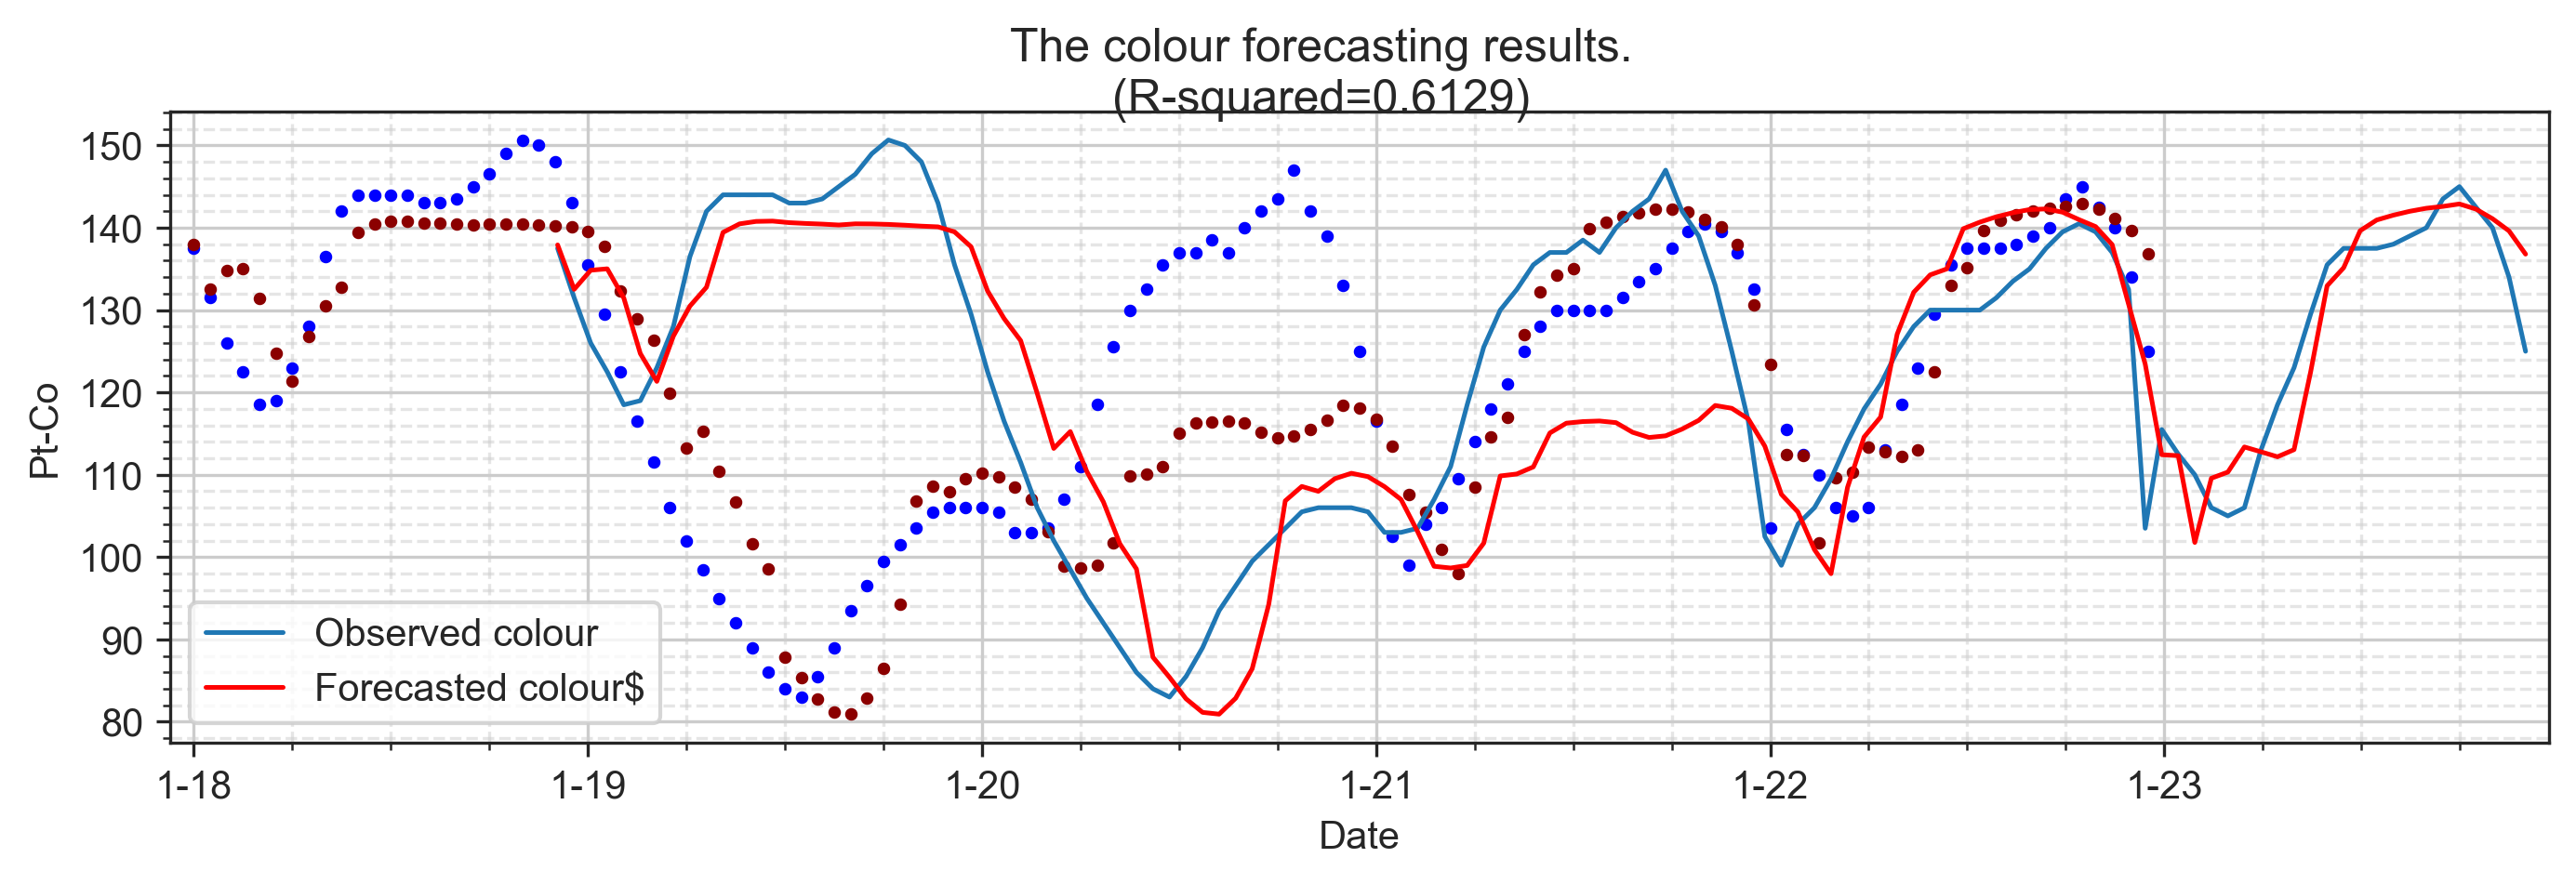 The colour forecasting results.
(R-squared=0.6129)
Pt-Co
150
140
130
120
110
100
90
80
Observed colour
Forecasted colour$
1-18 1-19 1-20 1-21 1-22 1-23
Date